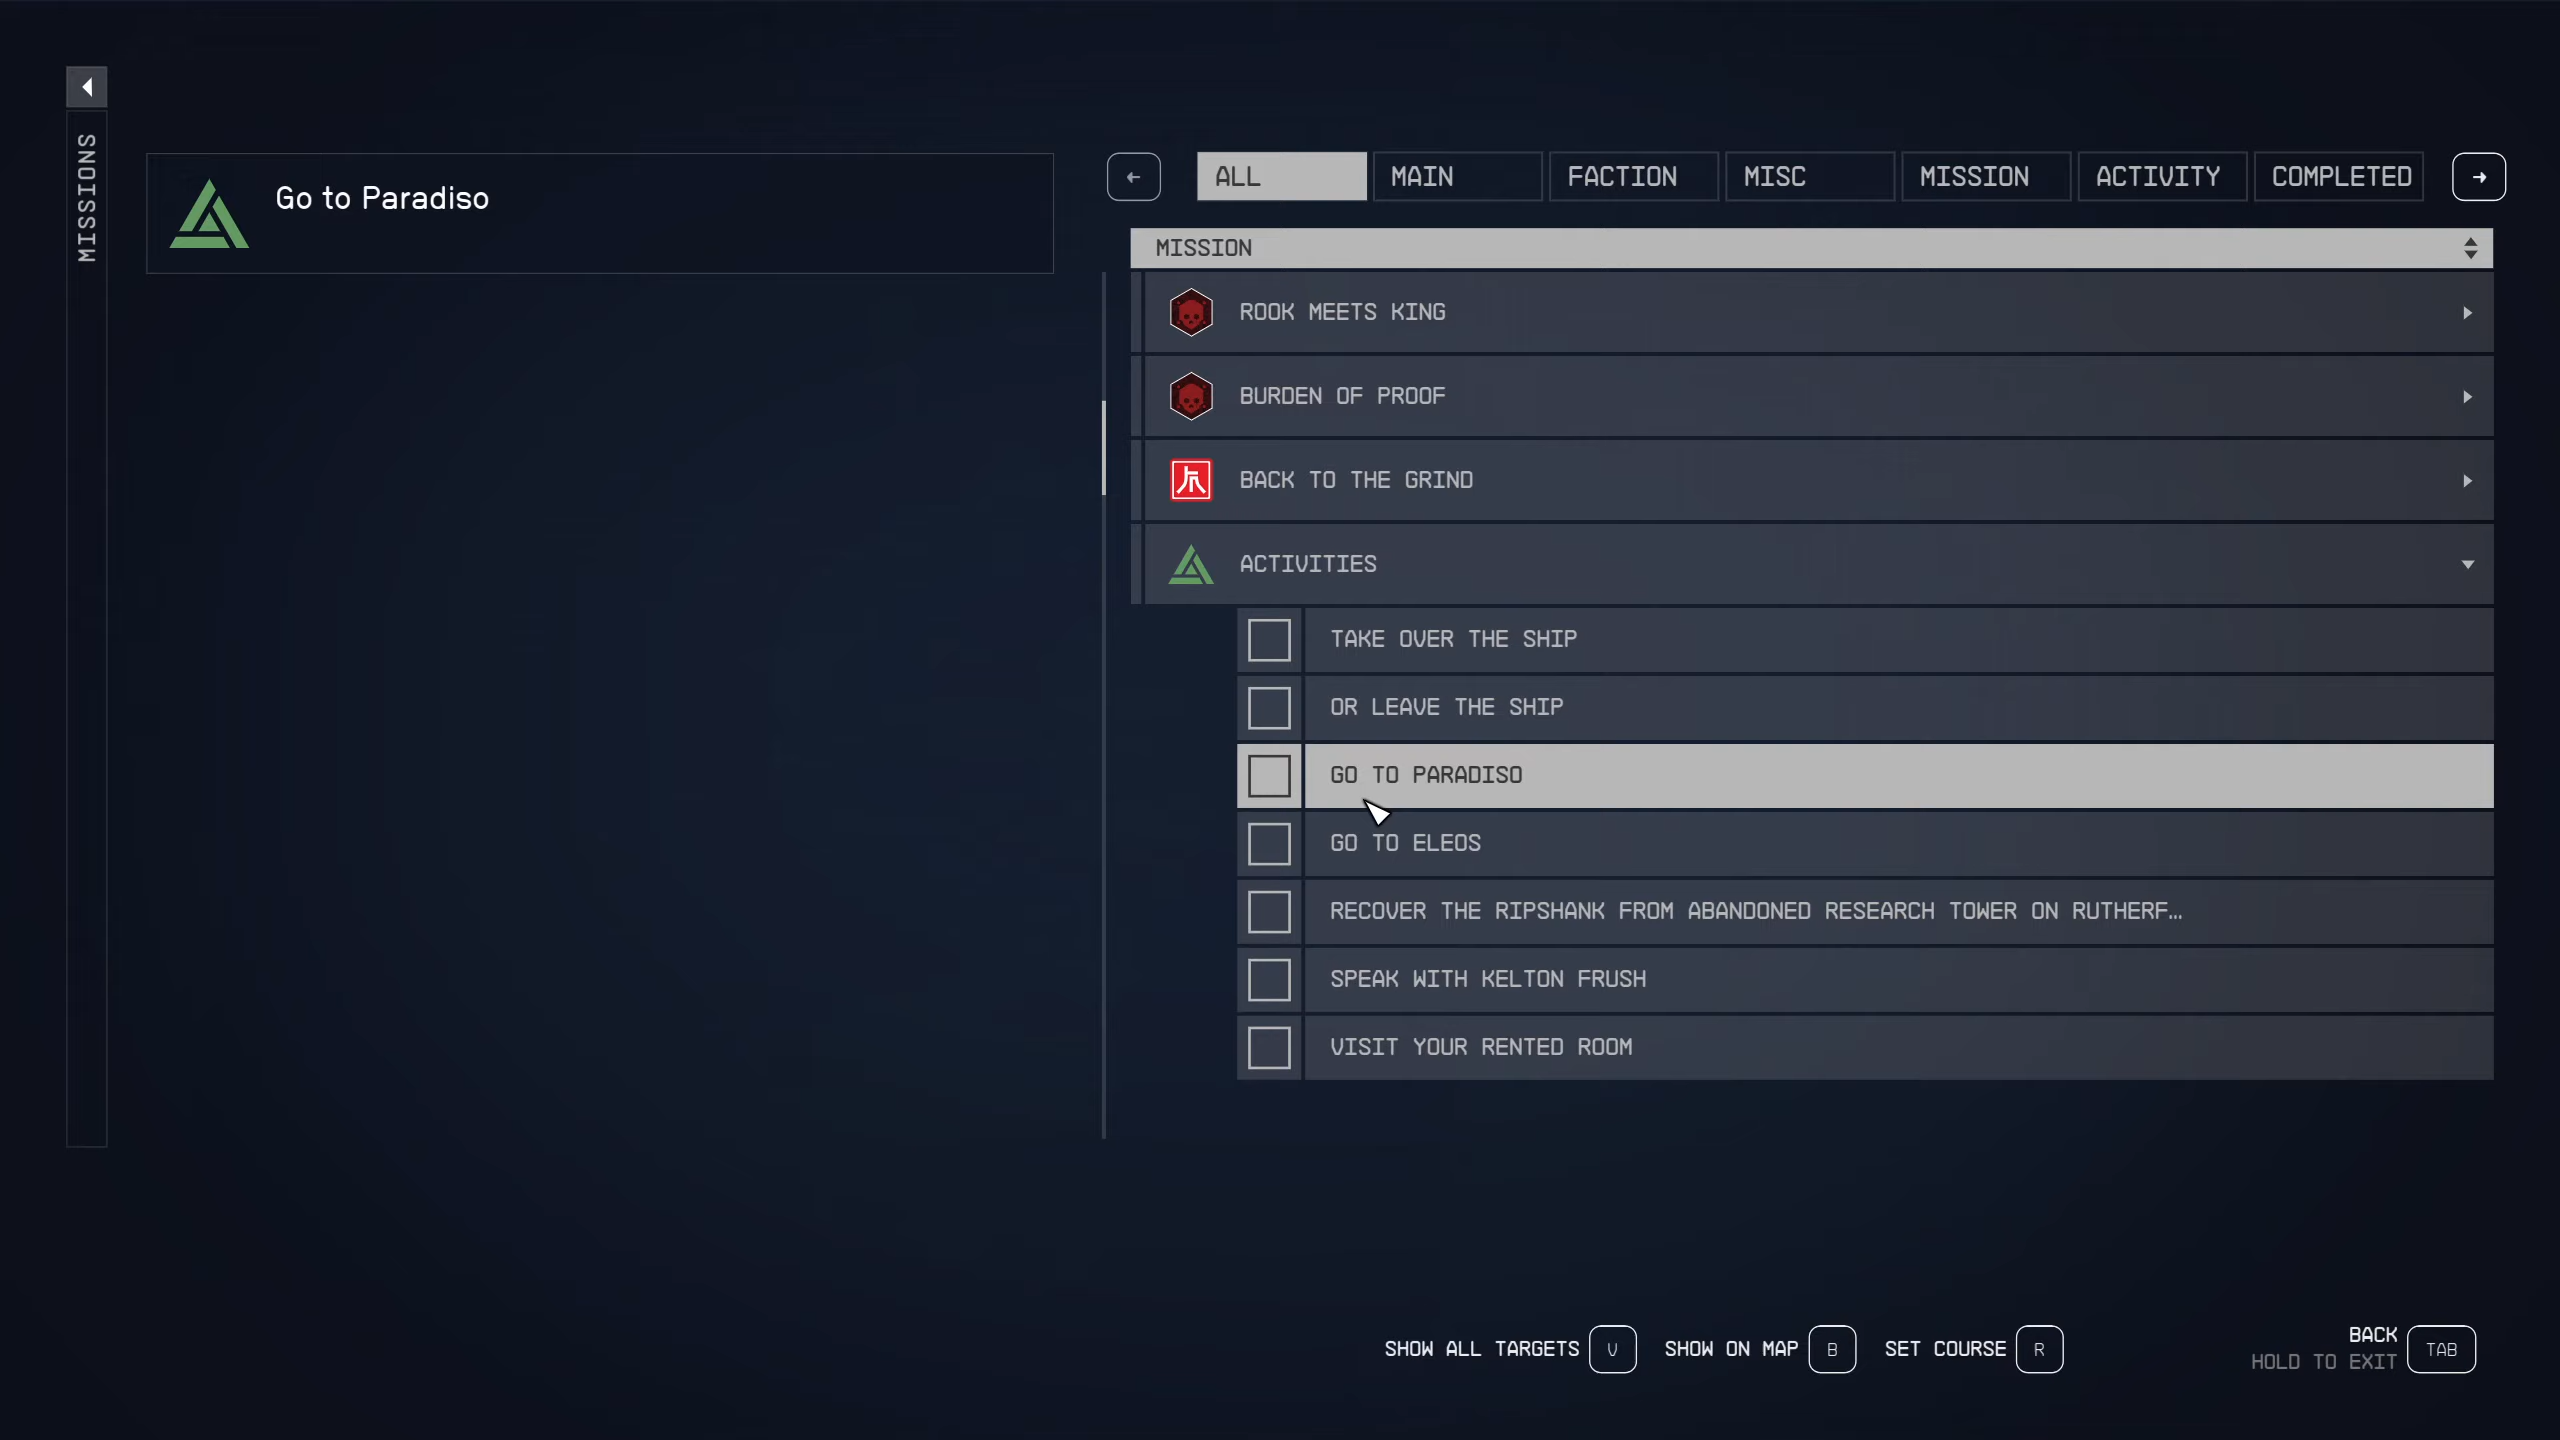 MISSIONS
Go to Paradiso
ALL
MAIN
FACTION
MISC
MISSION
ACTIVITY
COMPLETED
MISSION
ROOK MEETS KING
BURDEN OF PROOF
BACK TO THE GRIND
ACTIVITIES
TAKE OVER THE SHIP
OR LEAVE THE SHIP
GO TO PARADISO
GO TO ELEOS
RECOVER THE RIPSHANK FROM ABANDONED RESEARCH TOWER ON RUTHERF...
SPEAK WITH KELTON FRUSH
VISIT YOUR RENTED ROOM
SHOW ALL TARGETS V
SHOW ON MAP B
SET COURSE R
BACK
HOLD TO EXIT
TAB